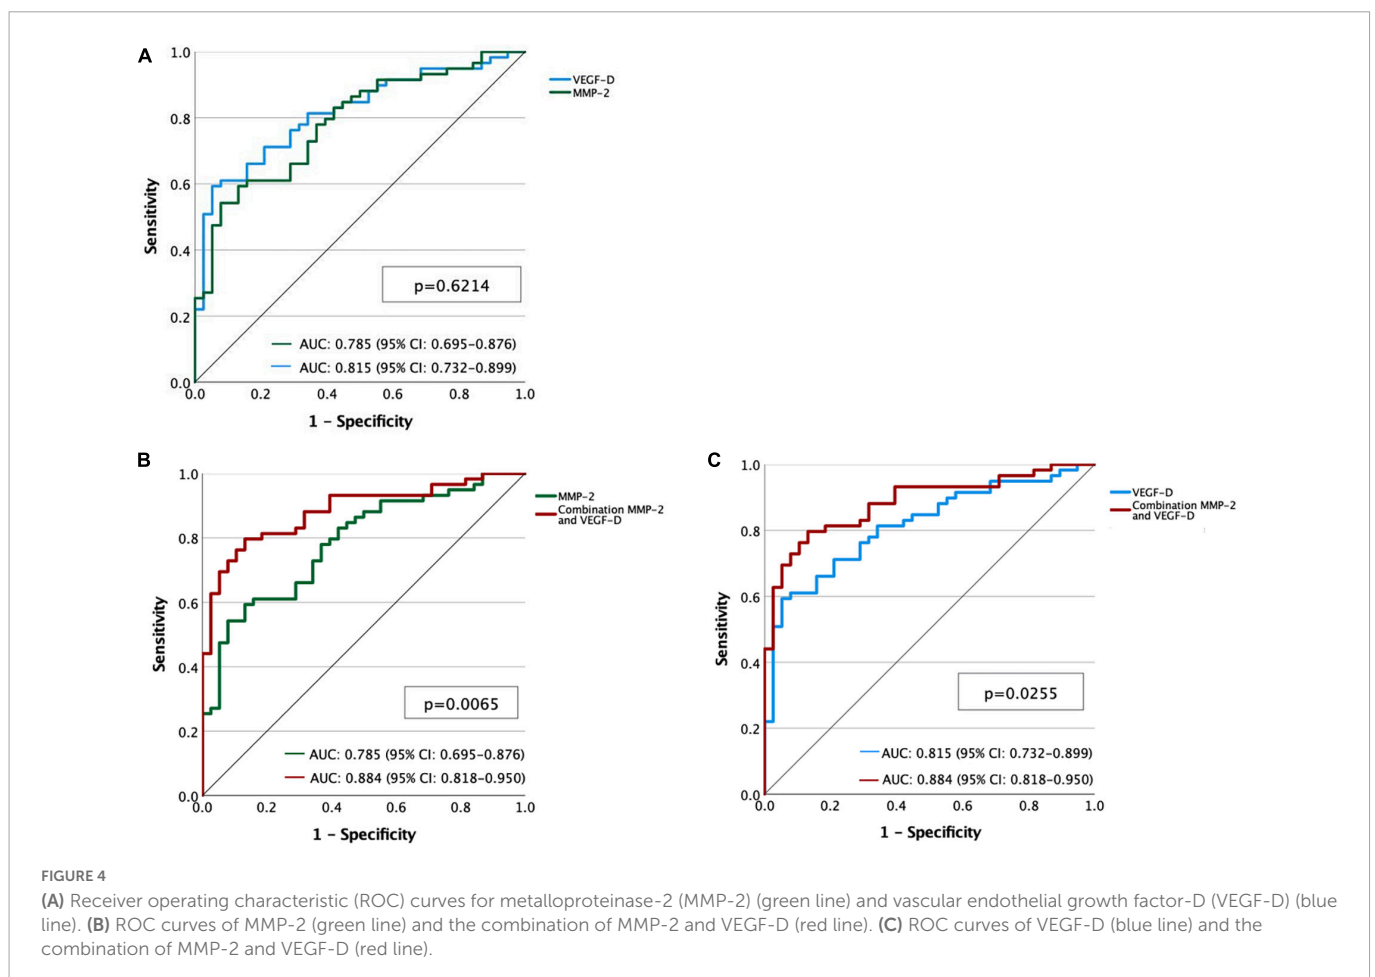 A
1.0
0.8
0.6
0.4
0.2
0.0
Sensitivity
0.0 0.2 0.4 0.6 0.8 1.0
1 – Specificity
VEGF-D
MMP-2
p=0.6214
AUC: 0.785 (95% CI: 0.695–0.876)
AUC: 0.815 (95% CI: 0.732–0.899)
B
1.0
0.8
0.6
0.4
0.2
0.0
Sensitivity
0.0 0.2 0.4 0.6 0.8 1.0
1 – Specificity
MMP-2
Combination MMP-2
and VEGF-D
p=0.0065
AUC: 0.785 (95% CI: 0.695–0.876)
AUC: 0.884 (95% CI: 0.818–0.950)
C
1.0
0.8
0.6
0.4
0.2
0.0
Sensitivity
0.0 0.2 0.4 0.6 0.8 1.0
1 – Specificity
VEGF-D
Combination MMP-2
and VEGF-D
p=0.0255
AUC: 0.815 (95% CI: 0.732–0.899)
AUC: 0.884 (95% CI: 0.818–0.950)
FIGURE 4
(A) Receiver operating characteristic (ROC) curves for metalloproteinase-2 (MMP-2) (green line) and vascular endothelial growth factor-D (VEGF-D) (blue
line). (B) ROC curves of MMP-2 (green line) and the combination of MMP-2 and VEGF-D (red line). (C) ROC curves of VEGF-D (blue line) and the
combination of MMP-2 and VEGF-D (red line).